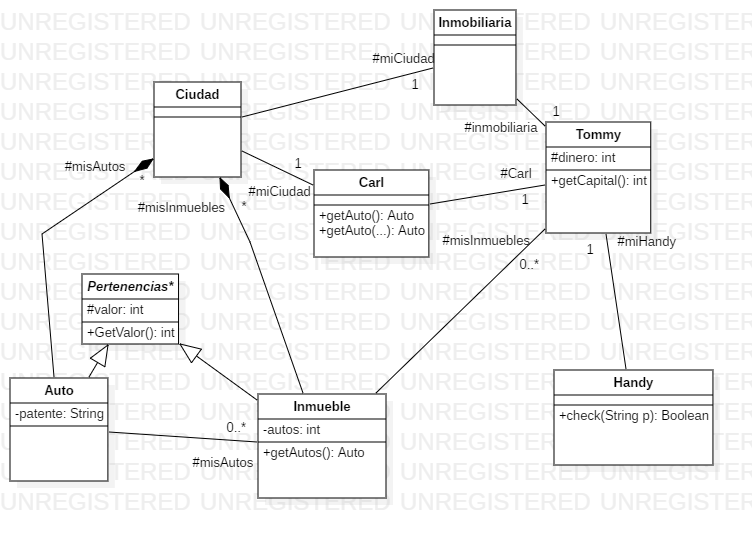 Inmobiliaria
#miCiudad
1
1
#inmobiliaria
Ciudad
Tommy
#dinero: int
+getCapital(): int
#misAutos
*
1
#miCiudad
Carl
+getAuto(): Auto
+getAuto(...): Auto
#Carl
1
#misInmuebles
*
#misInmuebles
0..*
1
#miHandy
Pertenencias*
#valor: int
+GetValor(): int
Auto
-patente: String
0..*
#misAutos
Inmueble
-autos: int
+getAutos(): Auto
Handy
+check(String p): Boolean
UNREGISTERED UNREGISTERED UNREGISTERED UNREGISTERED